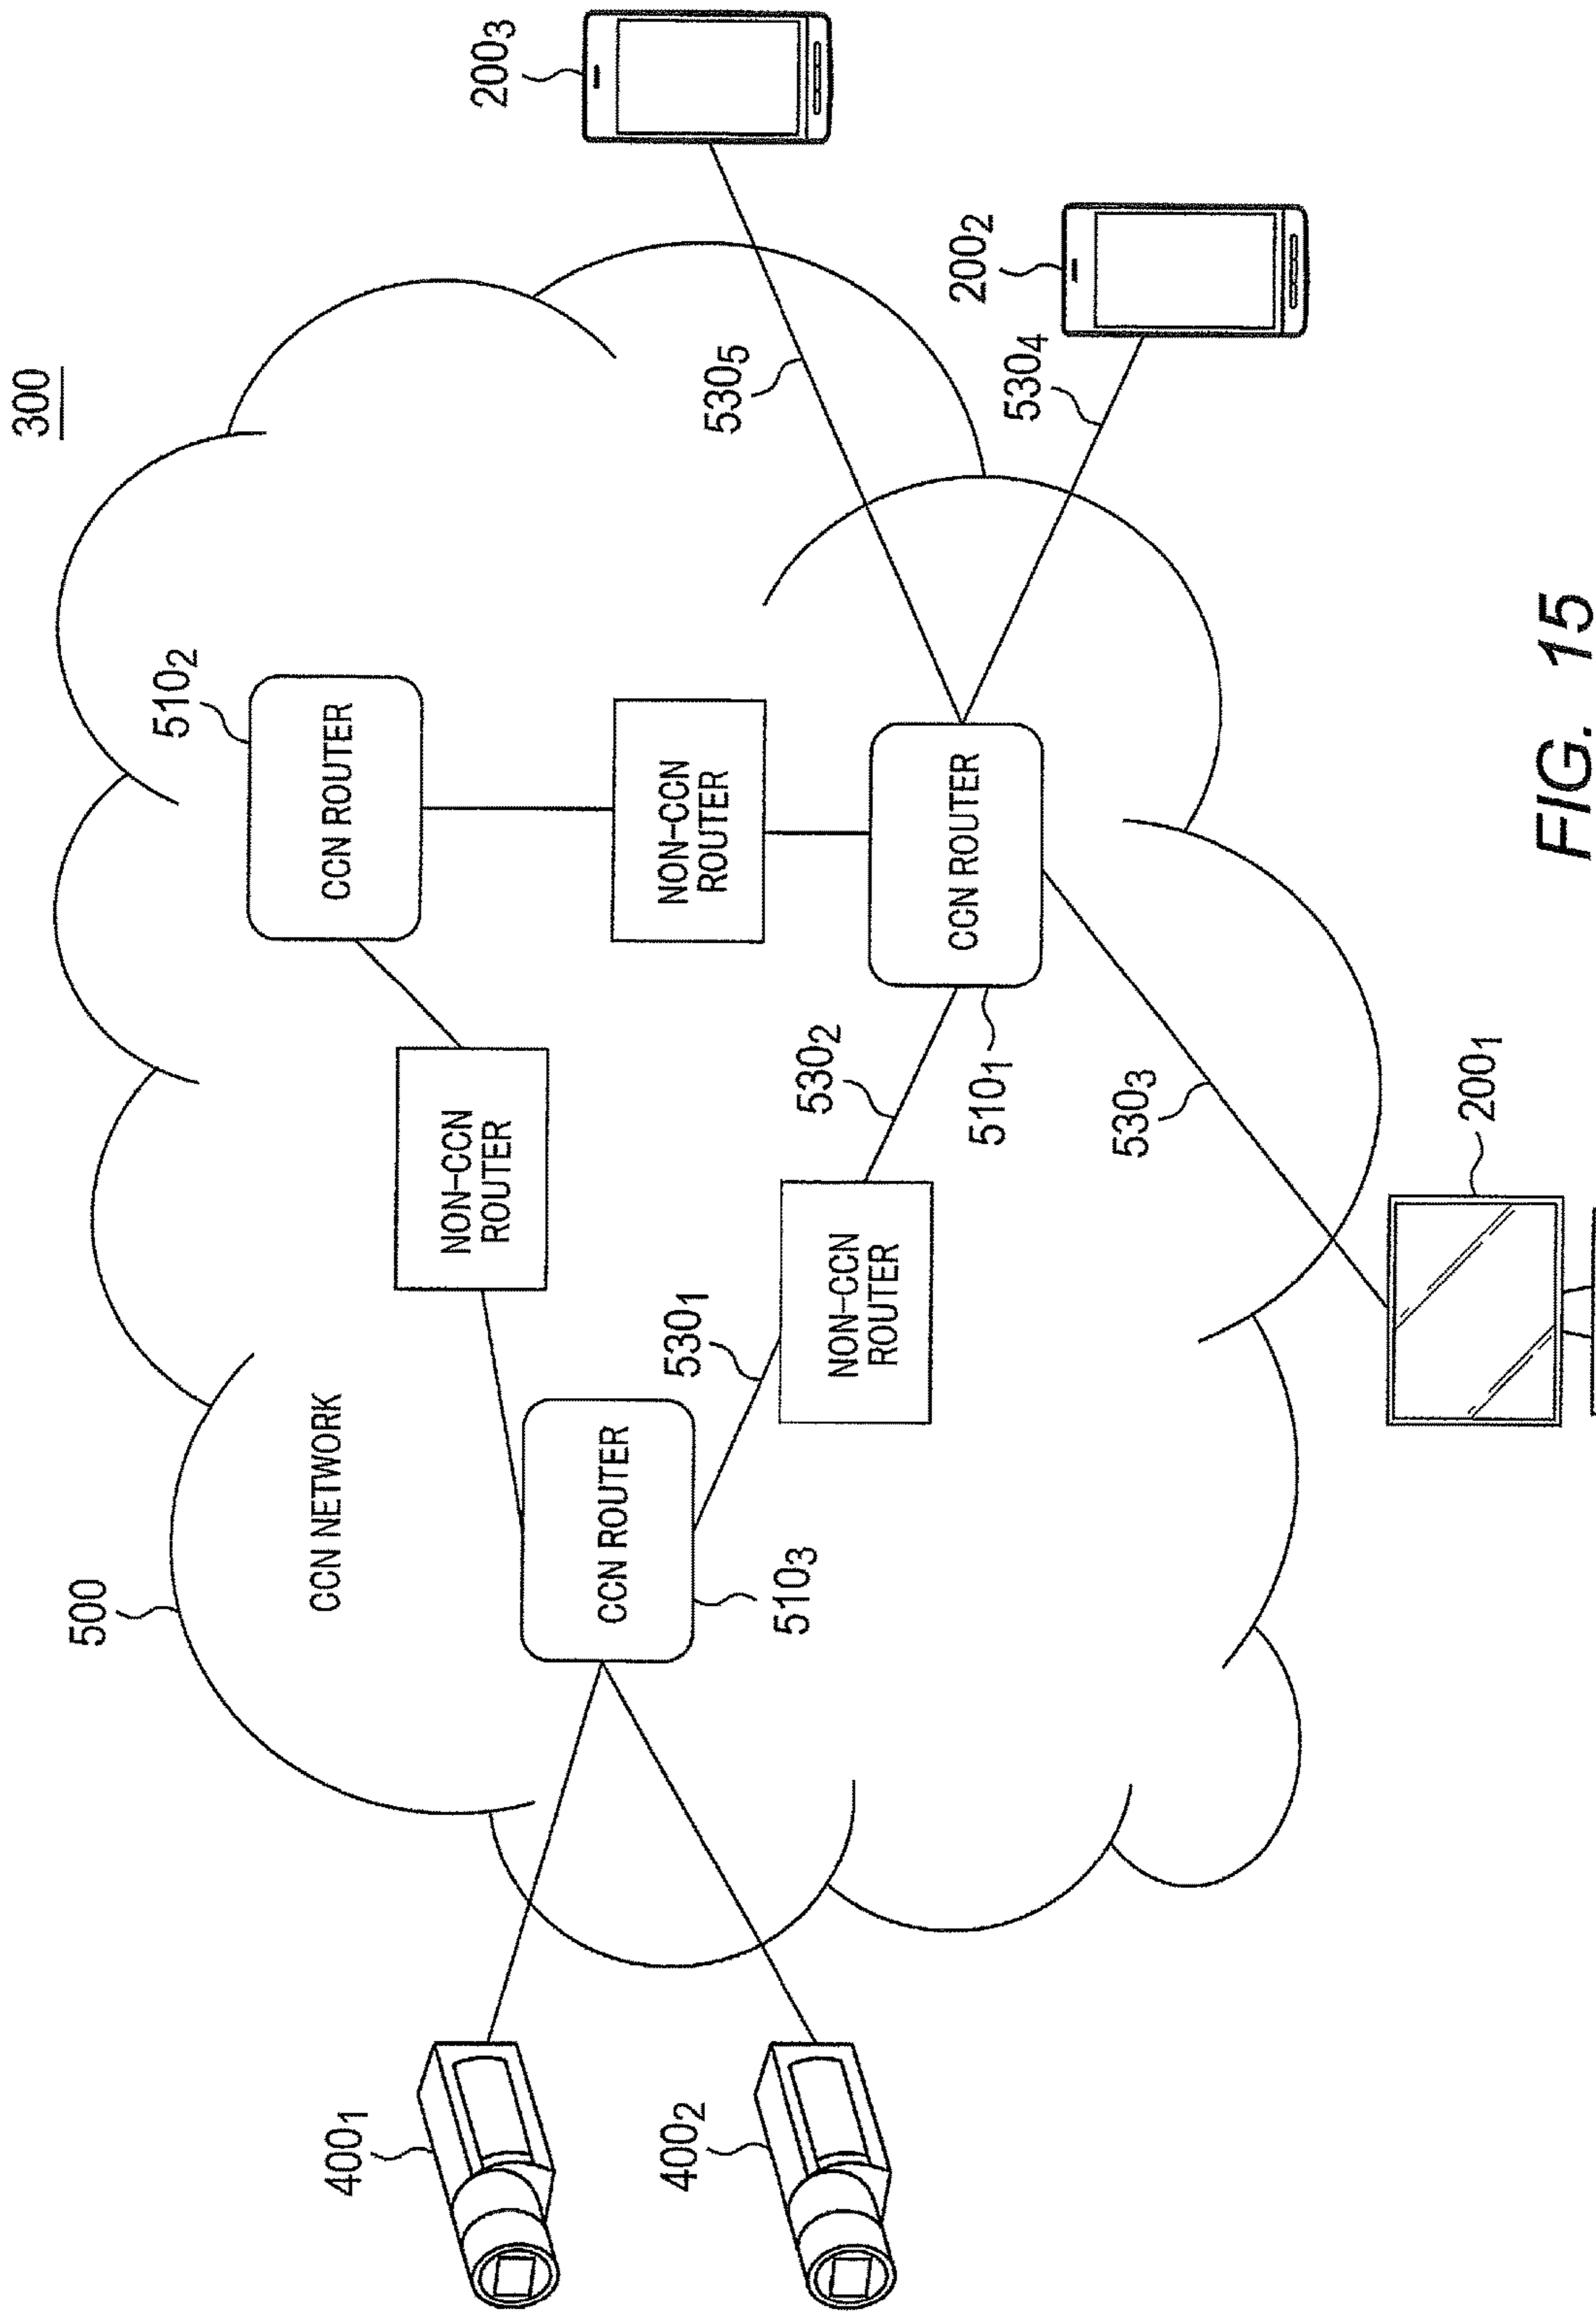 300
500
CCN NETWORK
510₂
CCN ROUTER
200₃
400₁
NON-CCN
ROUTER
CCN ROUTER
510₃
530₁
NON-CCN
ROUTER
530₅
400₂
NON-CCN
ROUTER
530₂
CCN ROUTER
510₁
200₂
530₄
530₃
200₁
FIG. 15